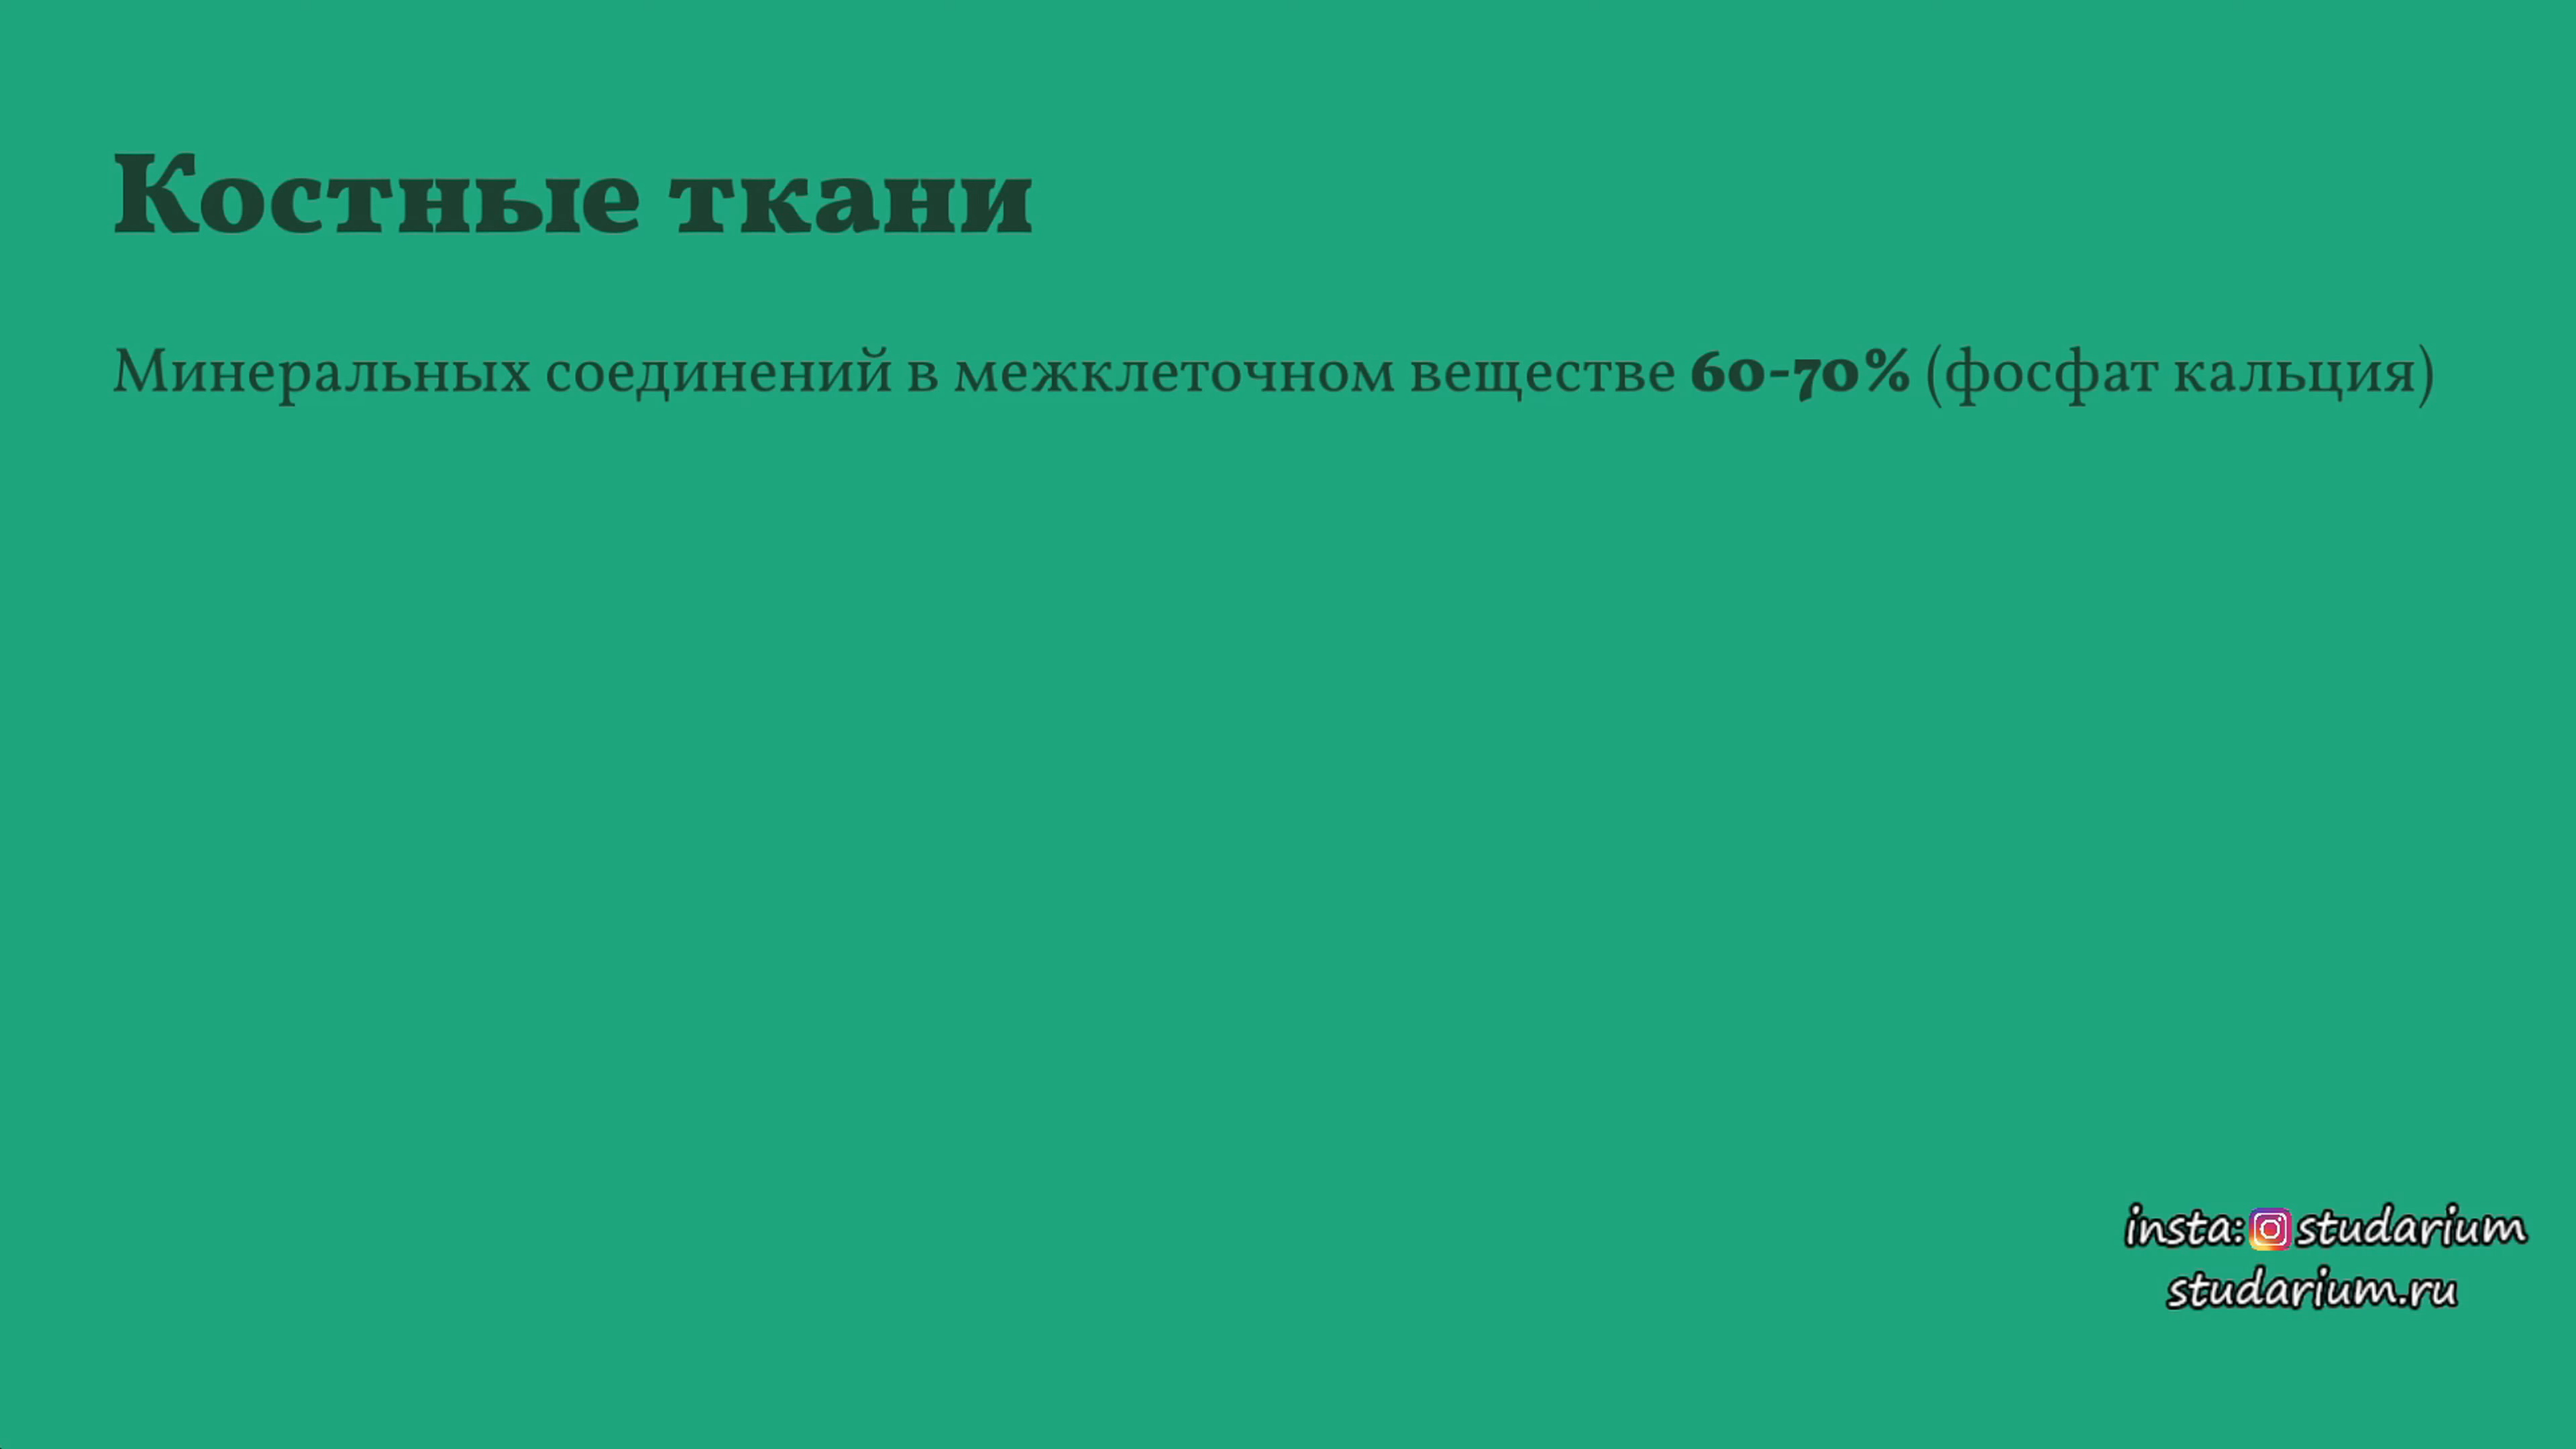 Костные ткани
Минеральных соединений в межклеточном веществе 60-70% (фосфат кальция)
insta: studarium
studarium.ru